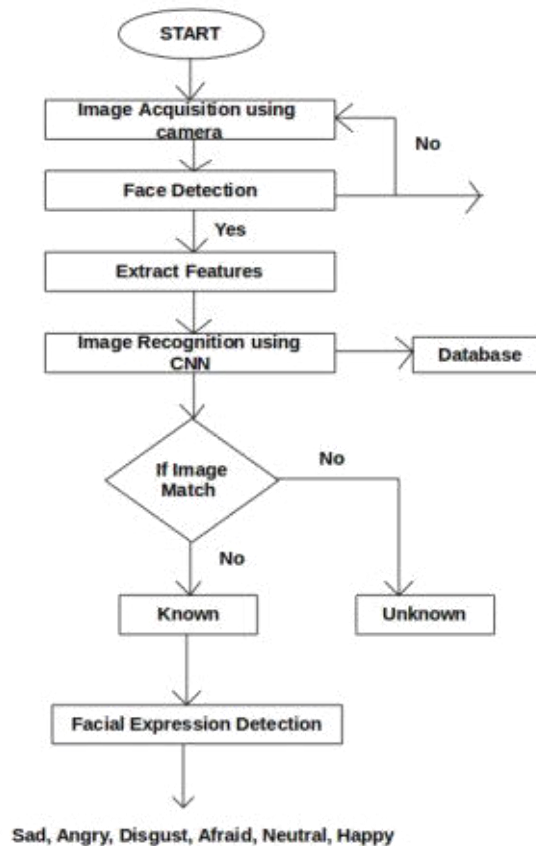 START
Image Acquisition using
camera
No
Face Detection
Yes
Extract Features
Image Recognition using
CNN
Database
If Image
Match
No
No
Known
Unknown
Facial Expression Detection
Sad, Angry, Disgust, Afraid, Neutral, Happy